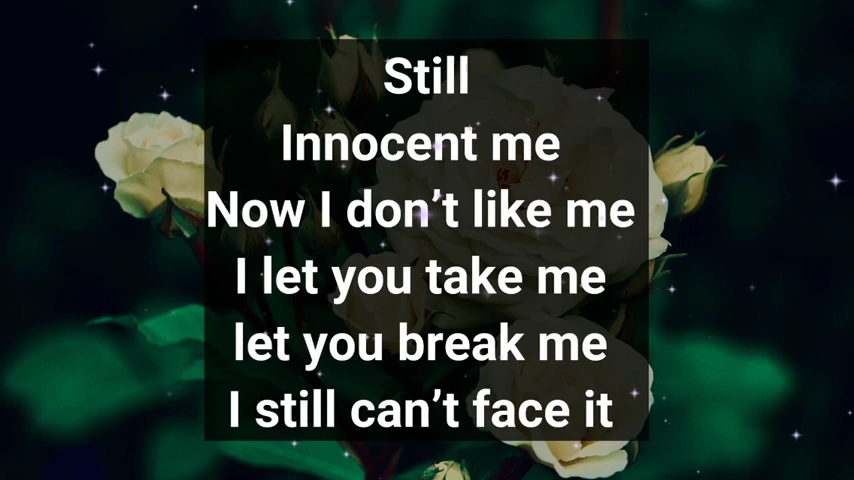 Still
Innocent me
Now I don’t like me
I let you take me
let you break me
I still can’t face it